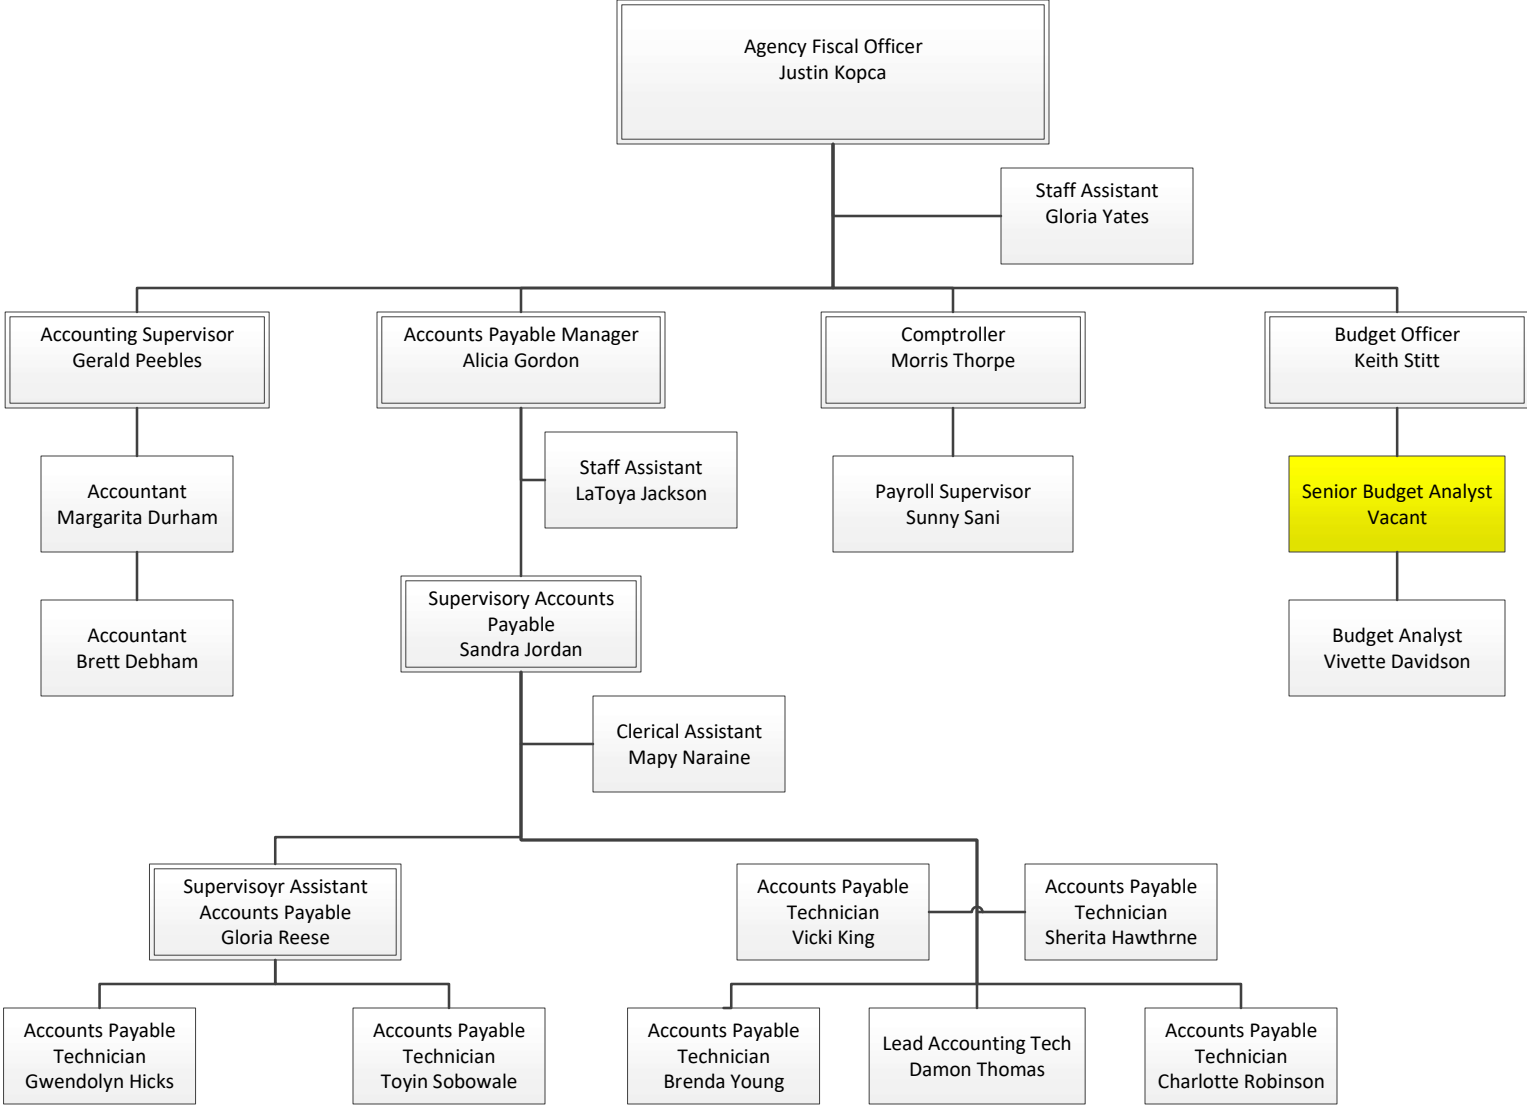 Agency Fiscal Officer
Justin Kopca
Staff Assistant
Gloria Yates
Accounting Supervisor
Gerald Peebles
Accounts Payable Manager
Alicia Gordon
Comptroller
Morris Thorpe
Budget Officer
Keith Stitt
Accountant
Margarita Durham
Staff Assistant
LaToya Jackson
Payroll Supervisor
Sunny Sani
Senior Budget Analyst
Vacant
Supervisory Accounts
Payable
Sandra Jordan
Accountant
Brett Debham
Budget Analyst
Vivette Davidson
Clerical Assistant
Mapy Naraine
Supervisoyr Assistant
Accounts Payable
Gloria Reese
Accounts Payable
Technician
Vicki King
Accounts Payable
Technician
Sherita Hawthrne
Accounts Payable
Technician
Gwendolyn Hicks
Accounts Payable
Technician
Toyin Sobowale
Accounts Payable
Technician
Brenda Young
Lead Accounting Tech
Damon Thomas
Accounts Payable
Technician
Charlotte Robinson